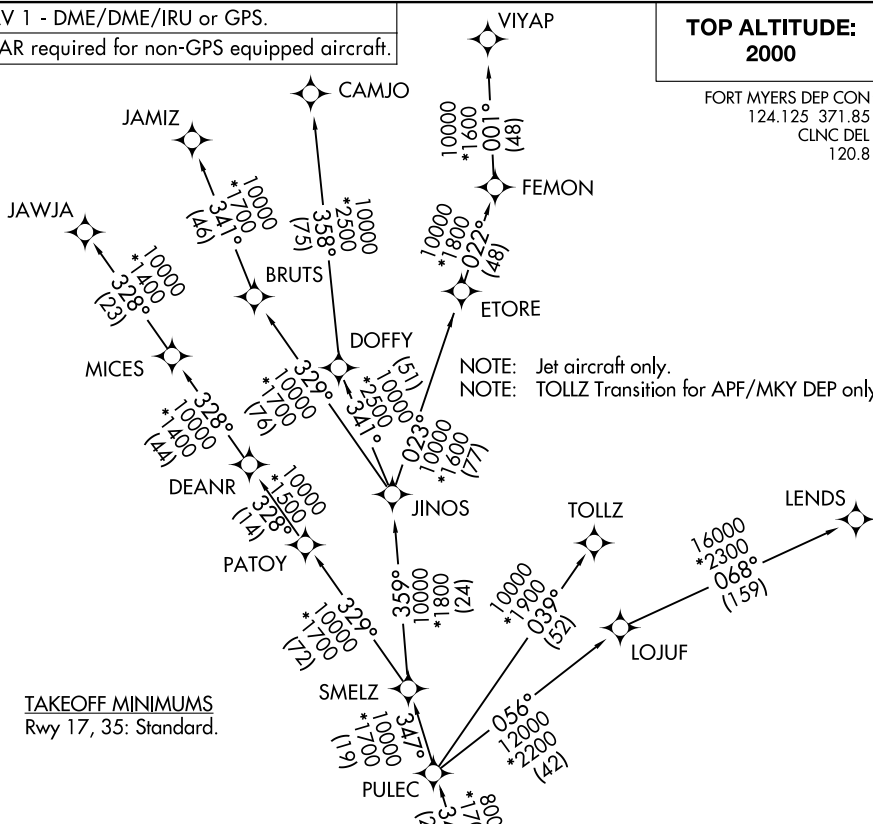 V 1 - DME/DME/IRU or GPS.
AR required for non-GPS equipped aircraft.
TOP ALTITUDE:
2000
FORT MYERS DEP CON
124.125 371.85
CLNC DEL
120.8
VIYAP
10000
*1600
001°
(48)
CAMJO
JAMIZ
10000
*2500
358°
(75)
10000
*1700
341°
(46)
FEMON
10000
*1800
022°
(48)
JAWJA
10000
*1400
328°
(23)
BRUTS
ETORE
DOFFY
MICES
NOTE: Jet aircraft only.
NOTE: TOLLZ Transition for APF/MKY DEP only
329°
10000
*1700
(76)
(51)
10000
*2500
341°
023°
10000
*1600
(77)
328°
10000
*1400
(44)
DEANR
10000
*1500
328°
(14)
JINOS
TOLLZ
LENDS
PATOY
16000
*2300
068°
(159)
359°
10000
*1800
(24)
10000
*1900
039°
(52)
329°
10000
*1700
(72)
LOJUF
SMELZ
TAKEOFF MINIMUMS
Rwy 17, 35: Standard.
347°
10000
*1700
(19)
056°
12000
*2200
(42)
PULEC